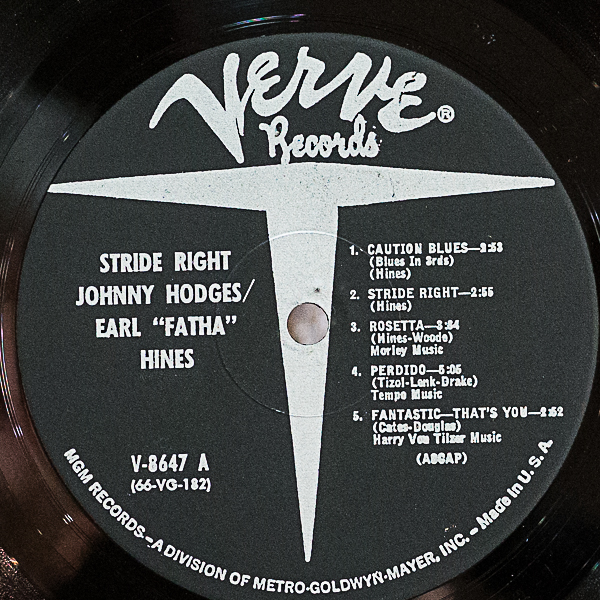 VERVE®
Records
STRIDE RIGHT
JOHNNY HODGES/
EARL "FATHA"
HINES
V-8647 A
(66-VG-182)
1. CAUTION BLUES—2:53
(Blues In 3rds)
(Hines)
2. STRIDE RIGHT—2:55
(Hines)
3. ROSETTA—3:54
(Hines-Woode)
Morley Music
4. PERDIDO—5:05
(Tizol-Lenk-Drake)
Tempo Music
5. FANTASTIC—THAT'S YOU—2:52
(Cates-Douglas)
Harry Von Tilzer Music
(ASCAP)
MGM RECORDS – A DIVISION OF METRO-GOLDWYN-MAYER, INC. – Made in U.S.A.